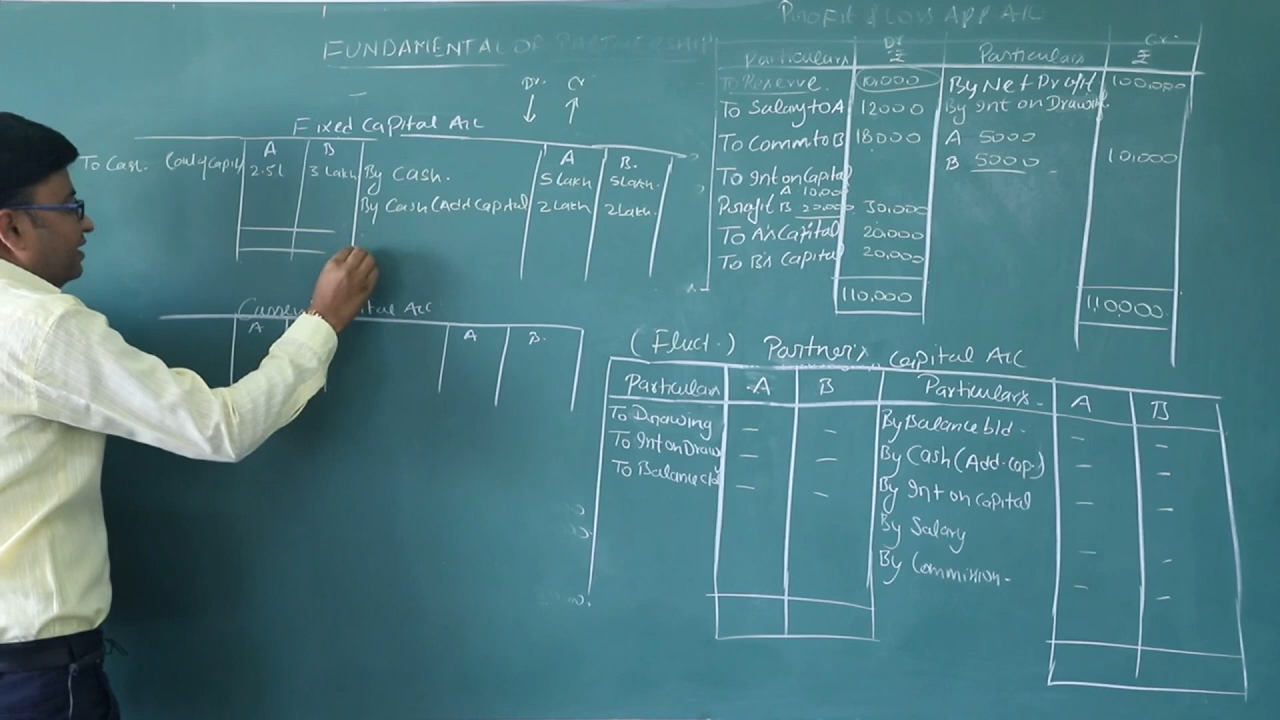 FUNDAMENTAL OF PARTNERSHIP
Dr. Cr
Fixed Capital A/c
A B A B.
To Cash. 2.5L 3 Lakh By Cash. 5 Lakh 5 Lakh.
By Cash (Add Capital 2 Lakh 2 Lakh.
Capital A/c
A A B.
Profit & Loss App A/c
Dr. Cr.
Particulars ₹ Particulars ₹
To Reserve. 10,000 By Net Profit 100,000
To Salary to A 12000 By Int on Drawing
To Comm to B 18000 A 5000
B 5000 10,000
To Int on Capital
A 10,000
B 20,000 30,000
Profit
To A's Capital 20,000
To B's Capital 20,000
110,000 110,000
(Fluct.) Partner's Capital A/c
Particulars A B Particulars A B
To Drawing - - By Balance b/d - -
To Int on Draw - - By Cash (Add. Cap.) - -
To Balance c/d - - By Int on Capital - -
By Salary - -
By Commission - -